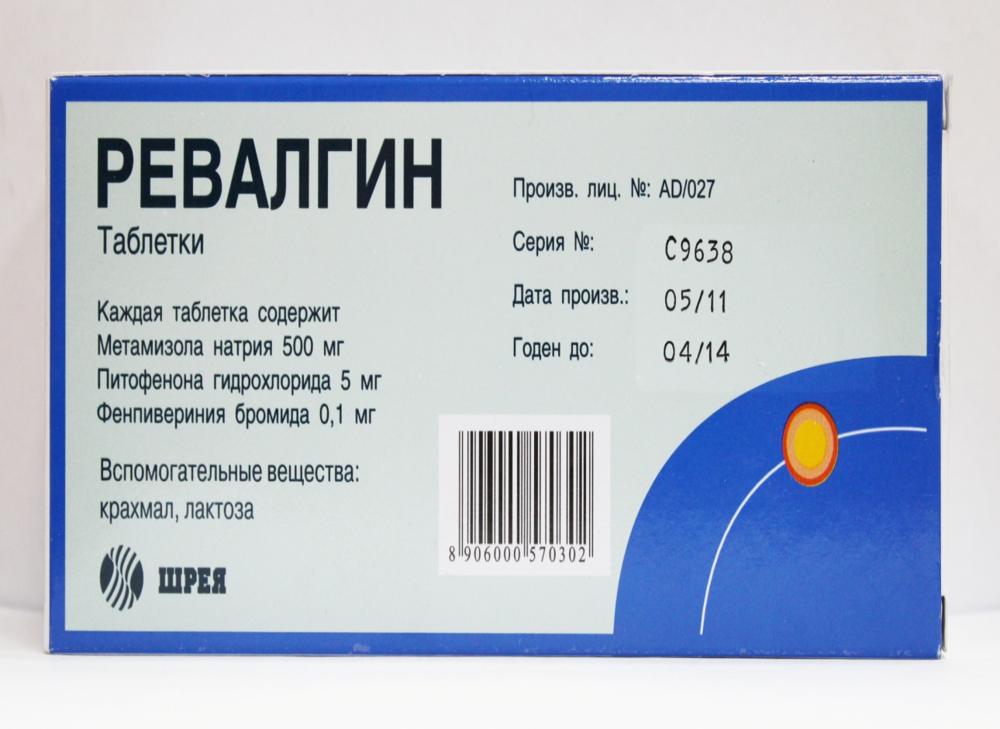 РЕВАЛГИН
Таблетки
Каждая таблетка содержит
Метамизола натрия 500 мг
Питофенона гидрохлорида 5 мг
Фенпивериния бромида 0,1 мг
Вспомогательные вещества:
крахмал, лактоза
ШРЕЯ
Произв. лиц. №: AD/027
Серия №: C9638
Дата произв.: 05/11
Годен до: 04/14
8 906000 570302